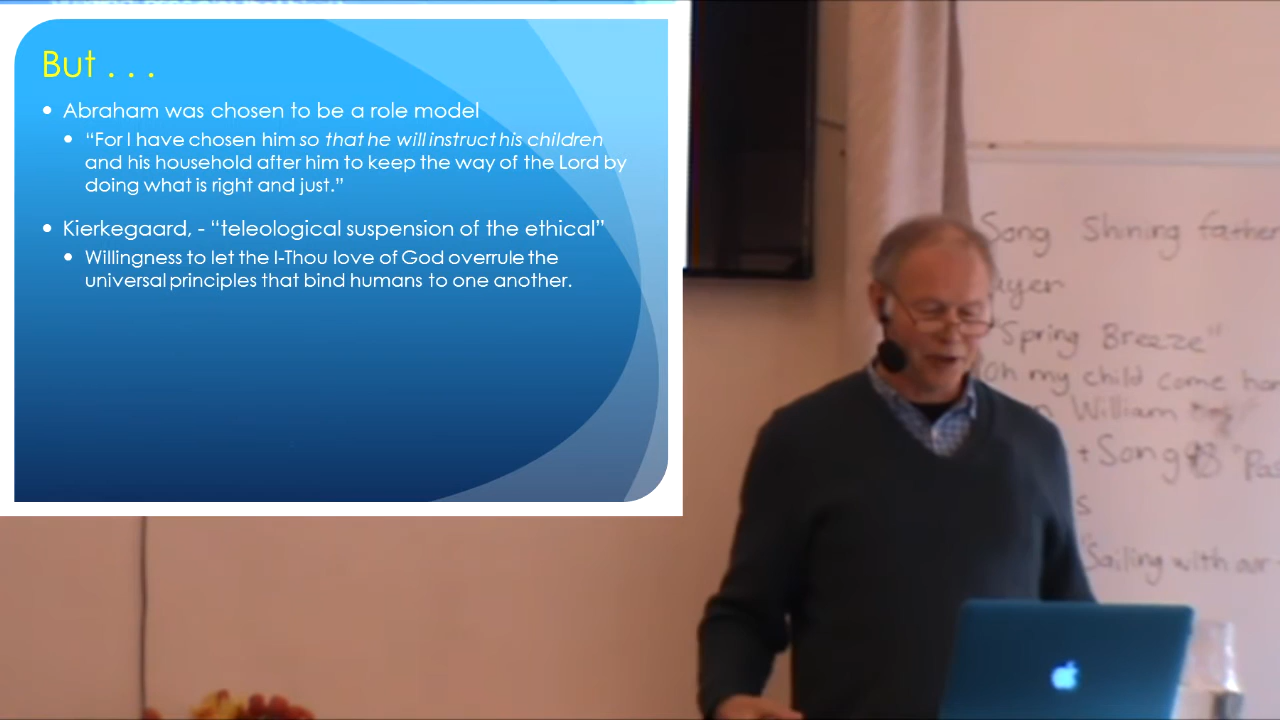 But . . .
• Abraham was chosen to be a role model
• “For I have chosen him so that he will instruct his children
and his household after him to keep the way of the Lord by
doing what is right and just.”
• Kierkegaard, - “teleological suspension of the ethical”
• Willingness to let the I-Thou love of God overrule the
universal principles that bind humans to one another.
Song Shining father
ayer
"Spring Breeze"
Oh my child come
William
+ Song
s
"Sailing with our